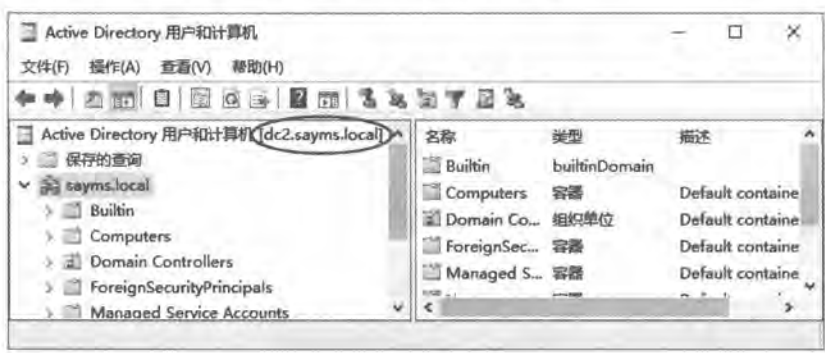 Active Directory 用户和计算机
文件(F) 操作(A) 查看(V) 帮助(H)
Active Directory 用户和计算机 [dc2.sayms.local]
保存的查询
sayms.local
Builtin
Computers
Domain Controllers
ForeignSecurityPrincipals
Managed Service Accounts
名称 类型 描述
Builtin builtinDomain
Computers 容器 Default containe
Domain Co... 组织单位 Default containe
ForeignSec... 容器 Default containe
Managed S... 容器 Default containe